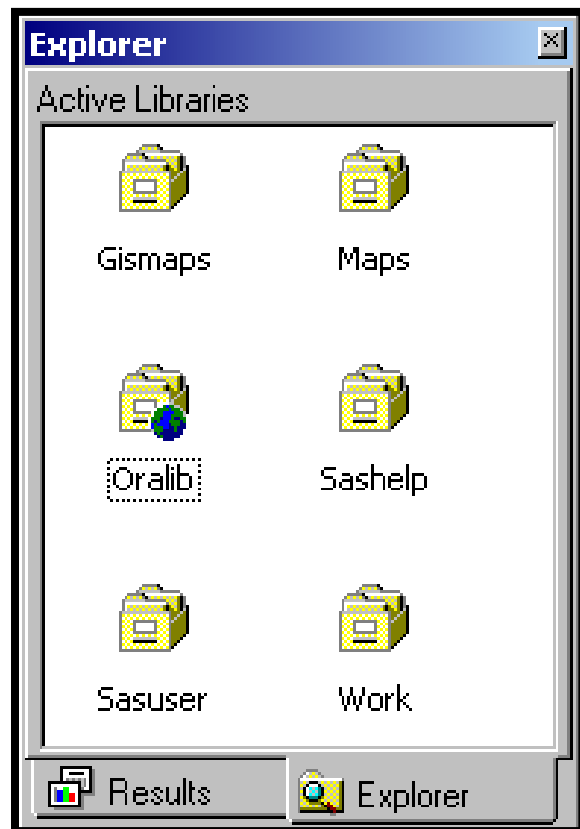 Explorer
Active Libraries
Gismaps Maps
Oralib Sashelp
Sasuser Work
Results Explorer